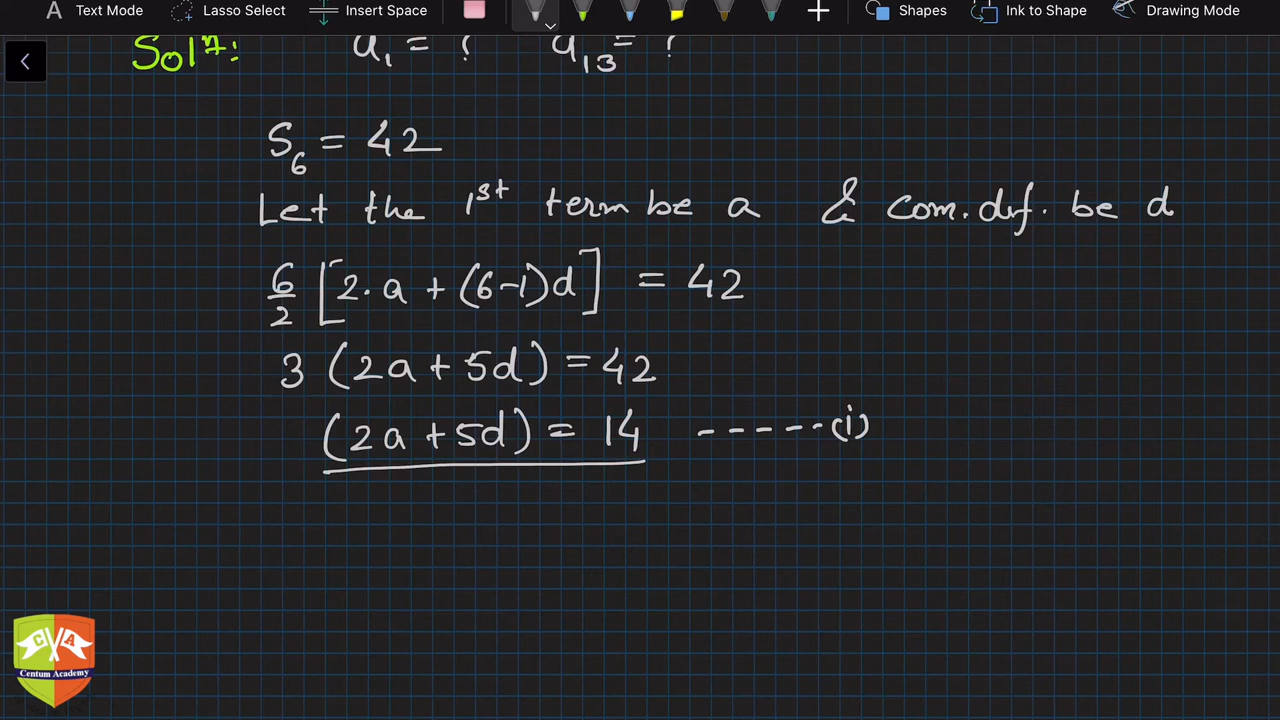 A Text Mode Lasso Select Insert Space Shapes Ink to Shape Drawing Mode
Sol⁷: a₁ = ? a₁₃ = ?
S₆ = 42
Let the 1ˢᵗ term be a & com. dif. be d
6/2 [2·a + (6-1)d] = 42
3 (2a + 5d) = 42
(2a + 5d) = 14 ------(i)
C A
Centum Academy